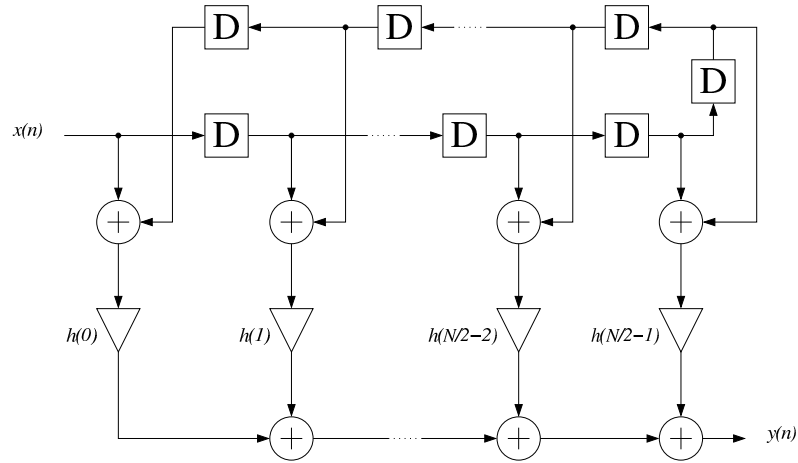 D D D
D
x(n) D D D
+ + + +
h(0) h(1) h(N/2−2) h(N/2−1)
+ + + y(n)